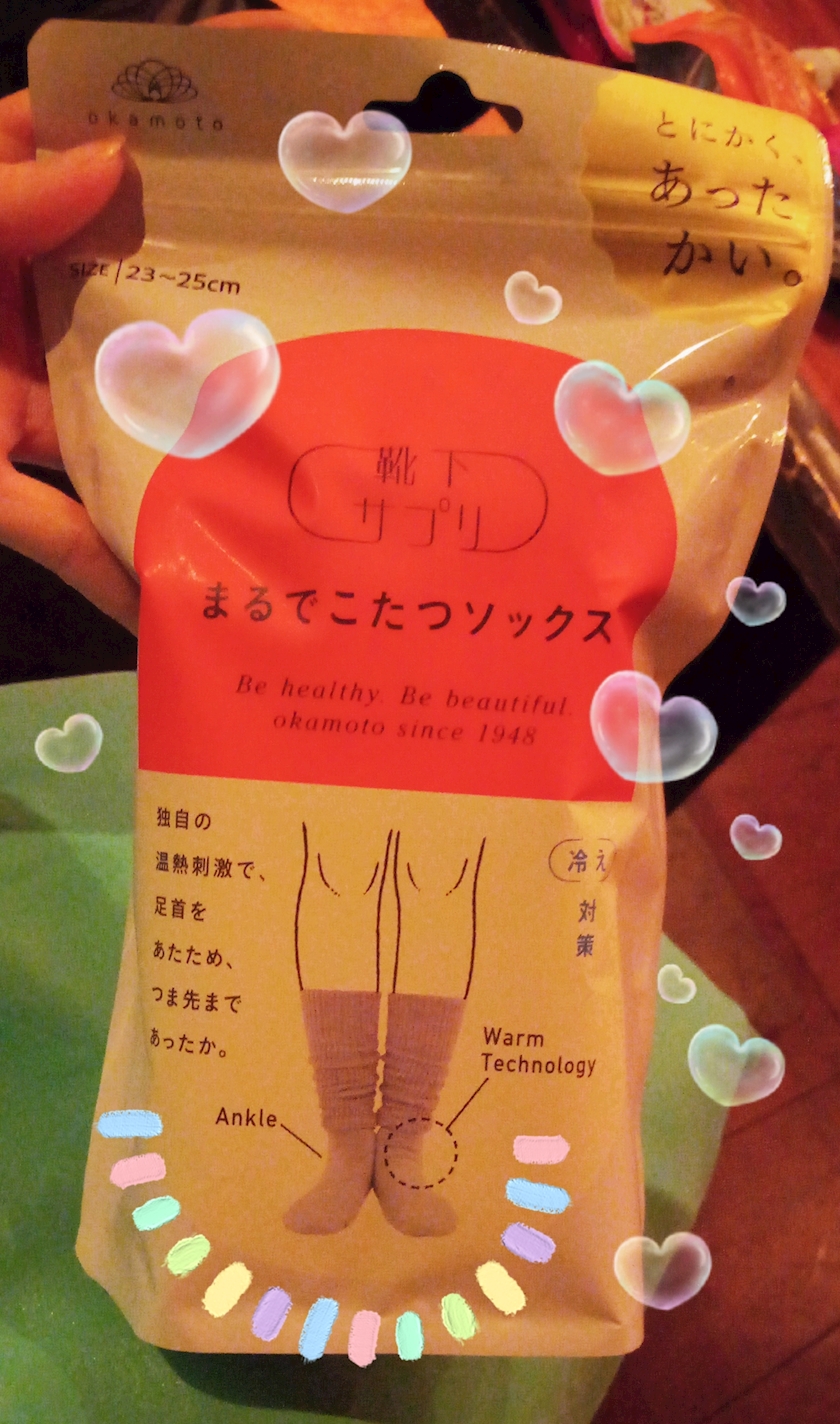 okamoto
とにかく、
あった
かい。
SIZE | 23~25cm
靴下
サプリ
まるでこたつソックス
Be healthy. Be beautiful.
okamoto since 1948
独自の
温熱刺激で、
足首を
あたため、
つま先まで
あったか。
冷え
対
策
Warm
Technology
Ankle